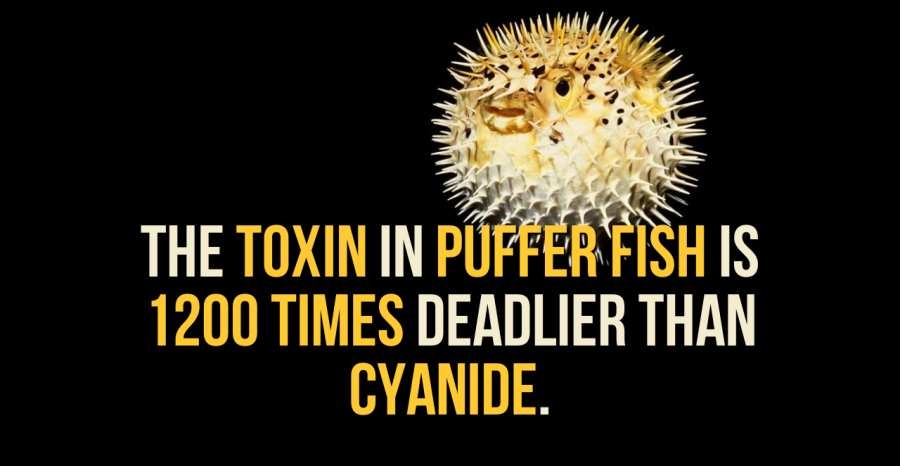 THE TOXIN IN PUFFER FISH IS
1200 TIMES DEADLIER THAN
CYANIDE.